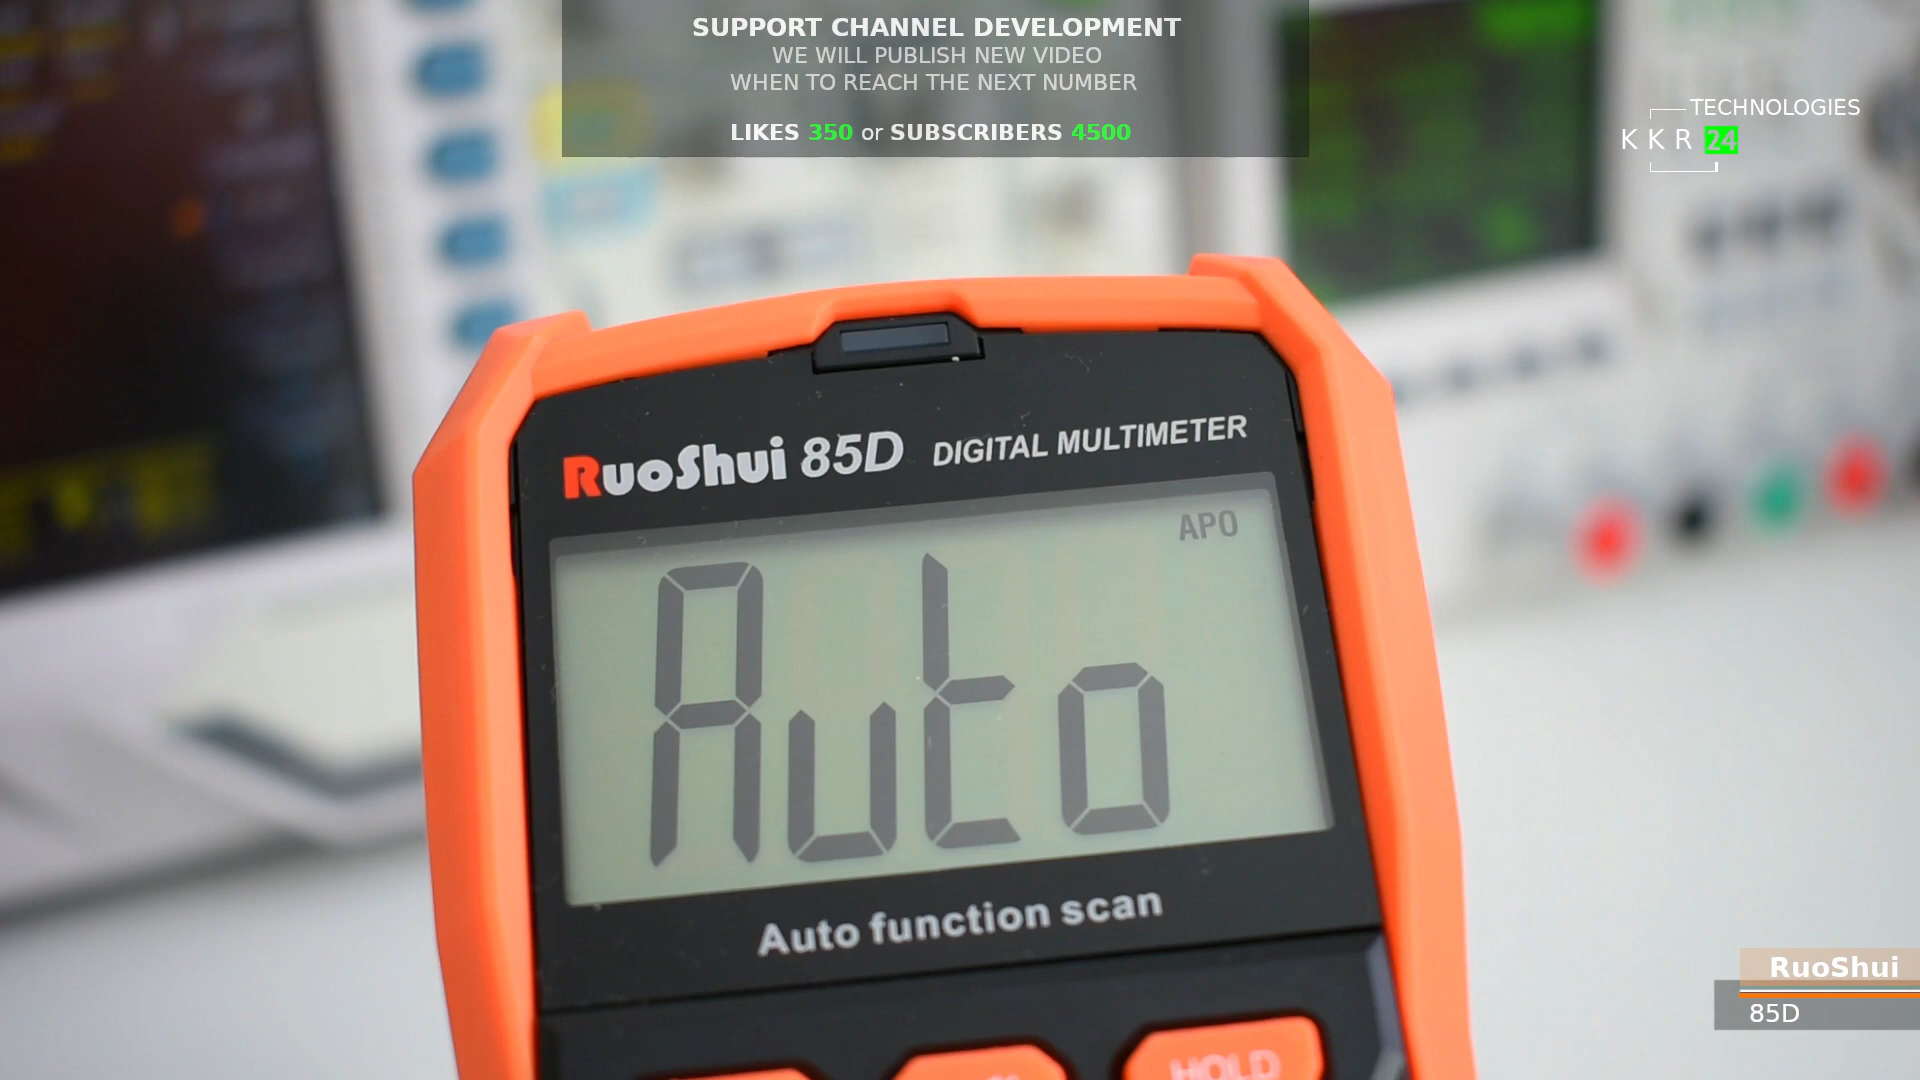 SUPPORT CHANNEL DEVELOPMENT
WE WILL PUBLISH NEW VIDEO
WHEN TO REACH THE NEXT NUMBER
LIKES 350 or SUBSCRIBERS 4500
TECHNOLOGIES
KKR 24
RuoShui 85D DIGITAL MULTIMETER
APO
Auto
Auto function scan
HOLD
RuoShui
85D